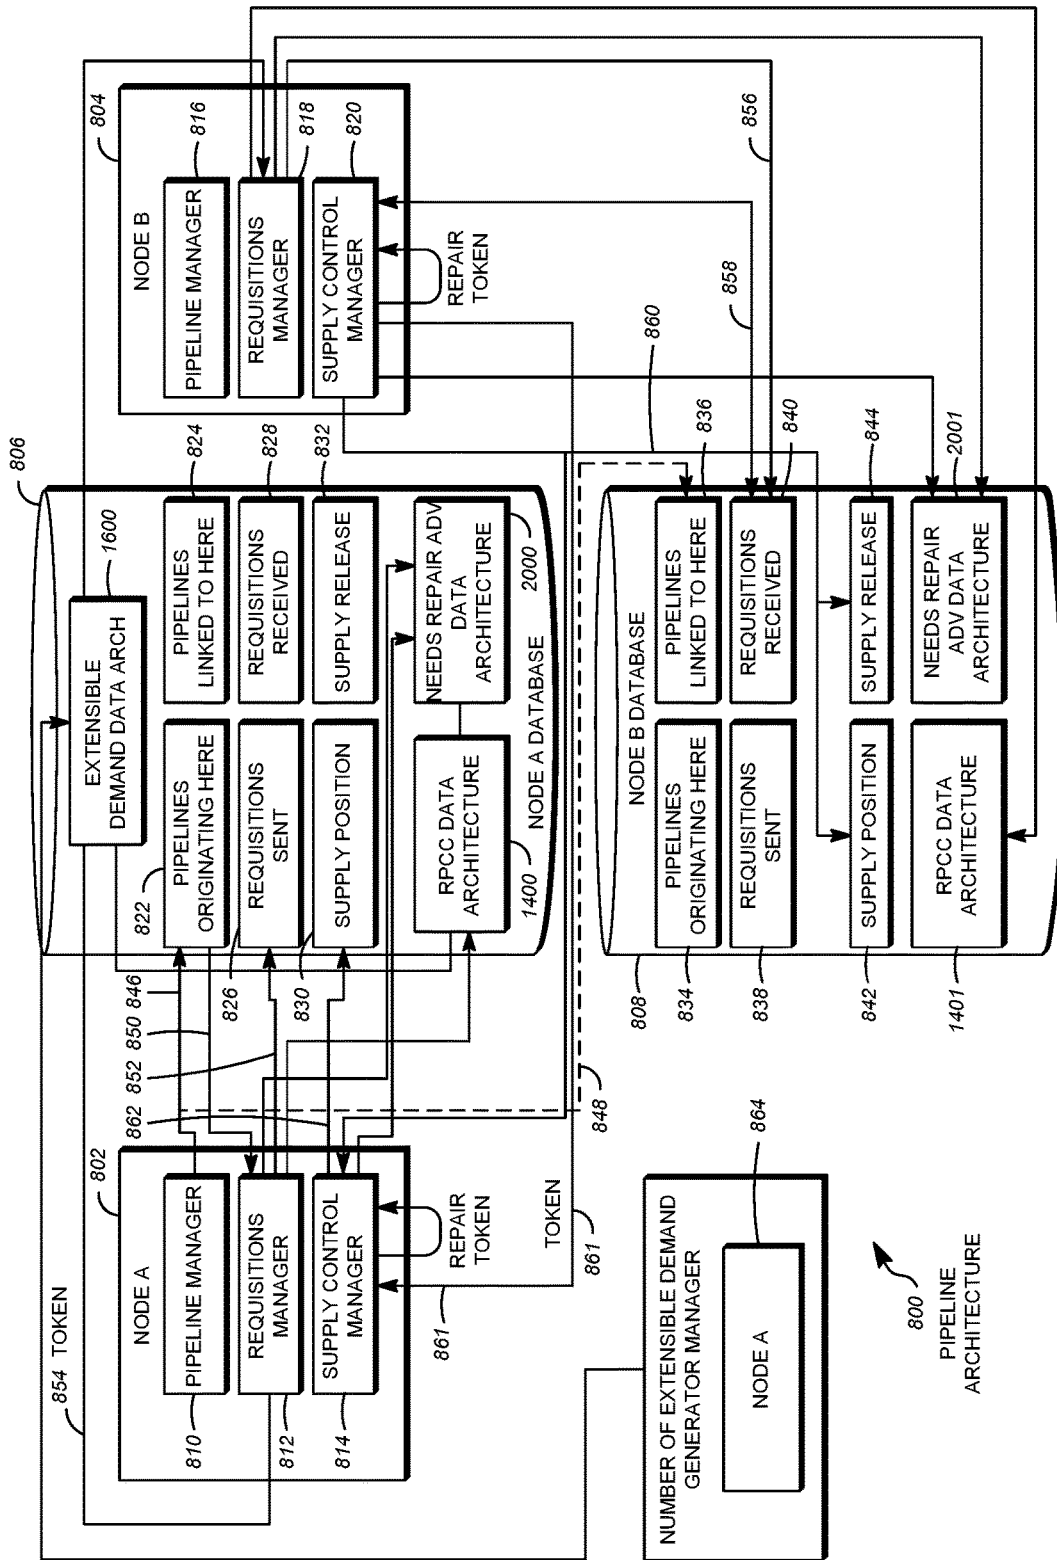 854 TOKEN
802
NODE A
PIPELINE MANAGER
810
REQUISITIONS
MANAGER
812
SUPPLY CONTROL
MANAGER
814
REPAIR
TOKEN
861
TOKEN
861
846
850
852
862
848
806
EXTENSIBLE
DEMAND DATA ARCH
1600
822
PIPELINES
ORIGINATING HERE
PIPELINES
LINKED TO HERE
824
826
REQUISITIONS
SENT
REQUISITIONS
RECEIVED
828
830
SUPPLY POSITION
SUPPLY RELEASE
832
RPCC DATA
ARCHITECTURE
1400
NEEDS REPAIR ADV
DATA
ARCHITECTURE
2000
NODE A DATABASE
804
NODE B
PIPELINE MANAGER
816
REQUISITIONS
MANAGER
818
SUPPLY CONTROL
MANAGER
820
REPAIR
TOKEN
856
858
860
NUMBER OF EXTENSIBLE DEMAND
GENERATOR MANAGER
NODE A
864
800
PIPELINE
ARCHITECTURE
808
NODE B DATABASE
834
PIPELINES
ORIGINATING HERE
PIPELINES
LINKED TO HERE
836
838
REQUISITIONS
SENT
REQUISITIONS
RECEIVED
840
842
SUPPLY POSITION
SUPPLY RELEASE
844
1401
RPCC DATA
ARCHITECTURE
NEEDS REPAIR
ADV DATA
ARCHITECTURE
2001